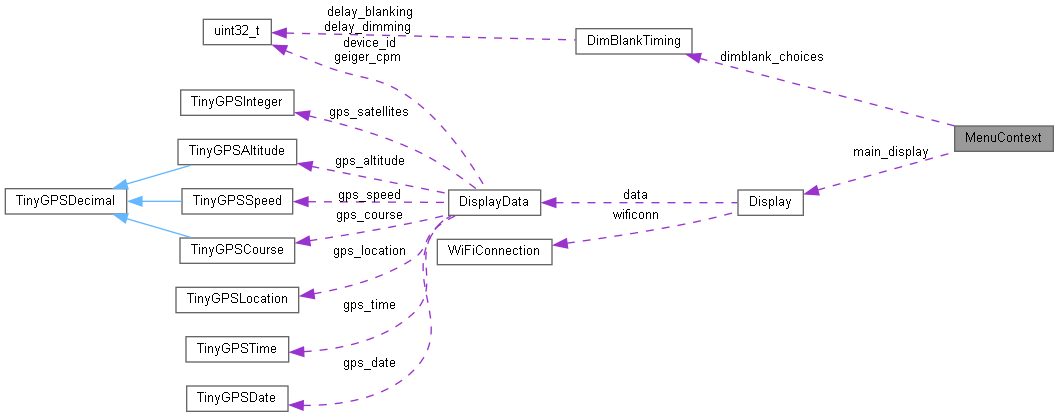 delay_blanking
delay_dimming
uint32_t
DimBlankTiming
device_id
geiger_cpm
dimblank_choices
TinyGPSInteger
gps_satellites
MenuContext
TinyGPSAltitude
gps_altitude
main_display
TinyGPSDecimal
TinyGPSSpeed
gps_speed
DisplayData
data
Display
gps_course
wificonn
TinyGPSCourse
gps_location
WiFiConnection
TinyGPSLocation
gps_time
TinyGPSTime
gps_date
TinyGPSDate